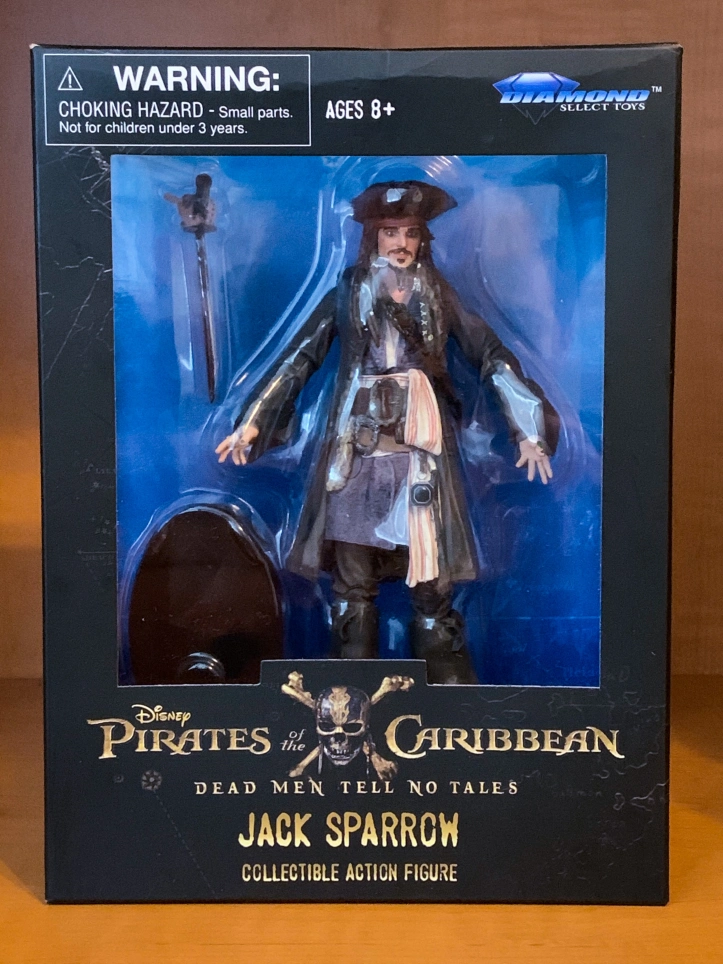 WARNING:
CHOKING HAZARD - Small parts.
Not for children under 3 years.
AGES 8+
DIAMOND™
SELECT TOYS
DISNEY
PIRATES of the CARIBBEAN
DEAD MEN TELL NO TALES
JACK SPARROW
COLLECTIBLE ACTION FIGURE